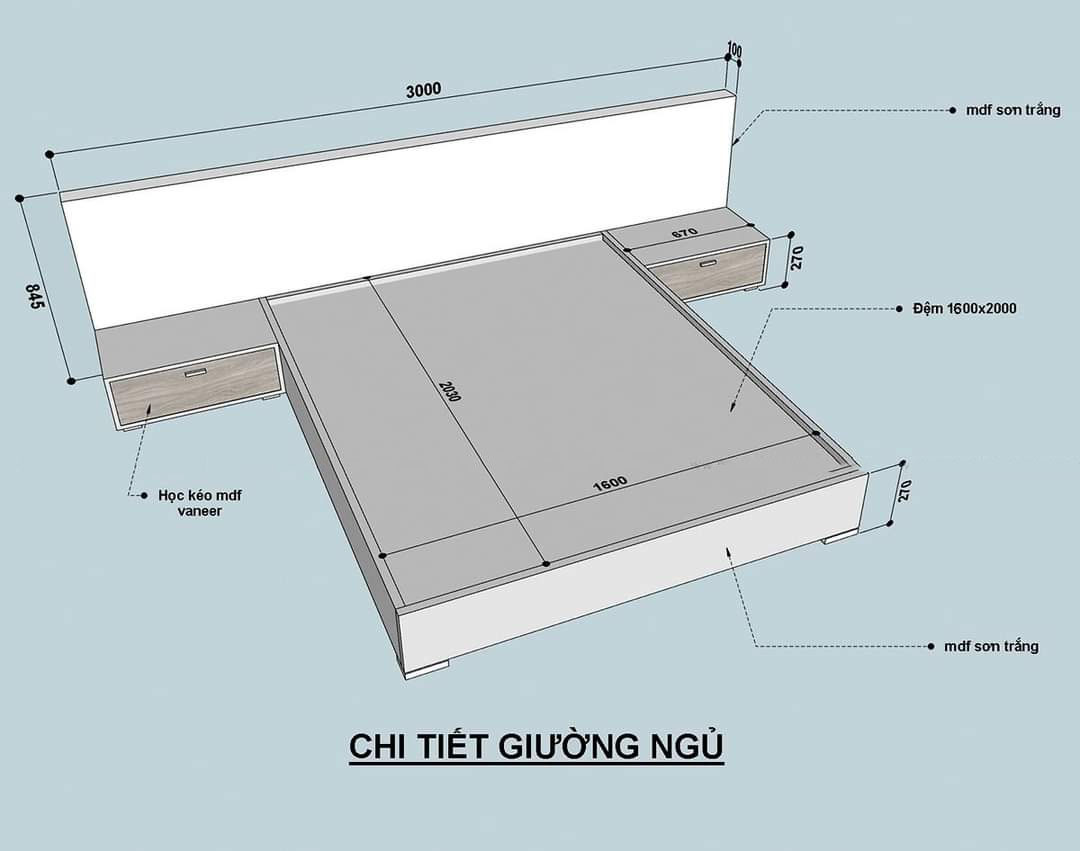 100
3000
mdf sơn trắng
670
270
845
Đệm 1600x2000
2030
1600
270
Học kéo mdf
vaneer
mdf sơn trắng
CHI TIẾT GIƯỜNG NGỦ